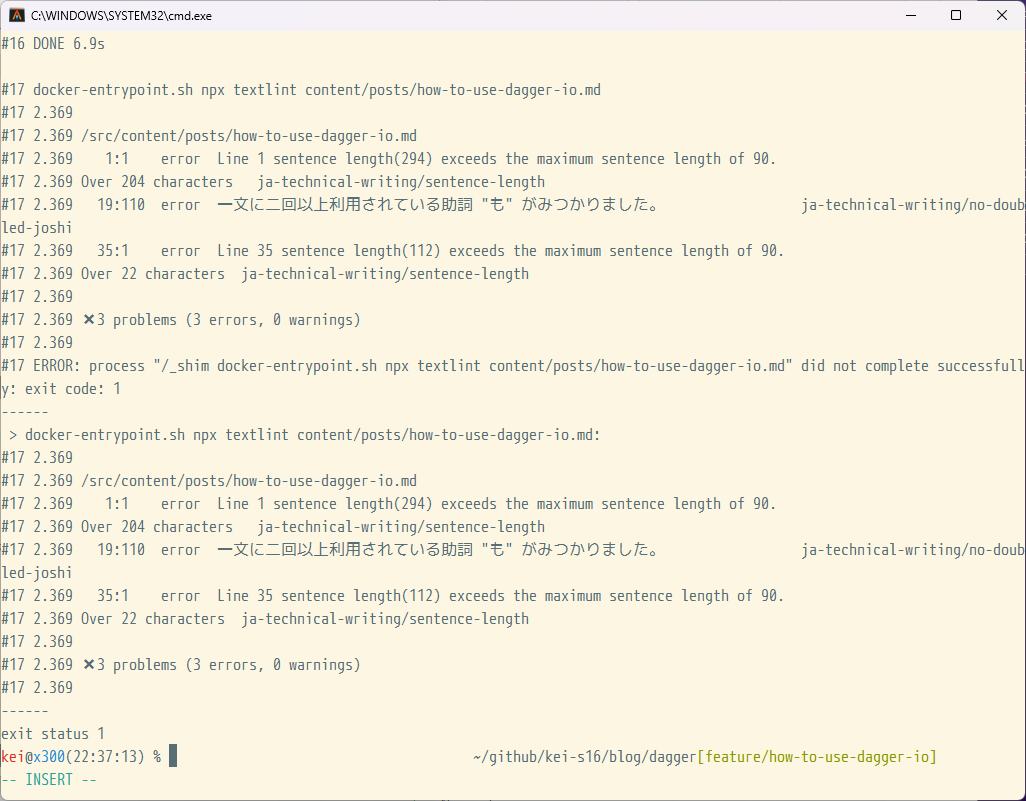 C:\WINDOWS\SYSTEM32\cmd.exe
#16 DONE 6.9s
#17 docker-entrypoint.sh npx textlint content/posts/how-to-use-dagger-io.md
#17 2.369
#17 2.369 /src/content/posts/how-to-use-dagger-io.md
#17 2.369    1:1    error  Line 1 sentence length(294) exceeds the maximum sentence length of 90.
#17 2.369 Over 204 characters   ja-technical-writing/sentence-length
#17 2.369   19:110  error  一文に二回以上利用されている助詞 "も" がみつかりました。                  ja-technical-writing/no-doub
led-joshi
#17 2.369   35:1    error  Line 35 sentence length(112) exceeds the maximum sentence length of 90.
#17 2.369 Over 22 characters  ja-technical-writing/sentence-length
#17 2.369
#17 2.369 ✖3 problems (3 errors, 0 warnings)
#17 2.369
#17 ERROR: process "/_shim docker-entrypoint.sh npx textlint content/posts/how-to-use-dagger-io.md" did not complete successfull
y: exit code: 1
------
 > docker-entrypoint.sh npx textlint content/posts/how-to-use-dagger-io.md:
#17 2.369
#17 2.369 /src/content/posts/how-to-use-dagger-io.md
#17 2.369    1:1    error  Line 1 sentence length(294) exceeds the maximum sentence length of 90.
#17 2.369 Over 204 characters   ja-technical-writing/sentence-length
#17 2.369   19:110  error  一文に二回以上利用されている助詞 "も" がみつかりました。                  ja-technical-writing/no-doub
led-joshi
#17 2.369   35:1    error  Line 35 sentence length(112) exceeds the maximum sentence length of 90.
#17 2.369 Over 22 characters  ja-technical-writing/sentence-length
#17 2.369
#17 2.369 ✖3 problems (3 errors, 0 warnings)
#17 2.369
------
exit status 1
kei@x300(22:37:13) %                                       ~/github/kei-s16/blog/dagger[feature/how-to-use-dagger-io]
-- INSERT --